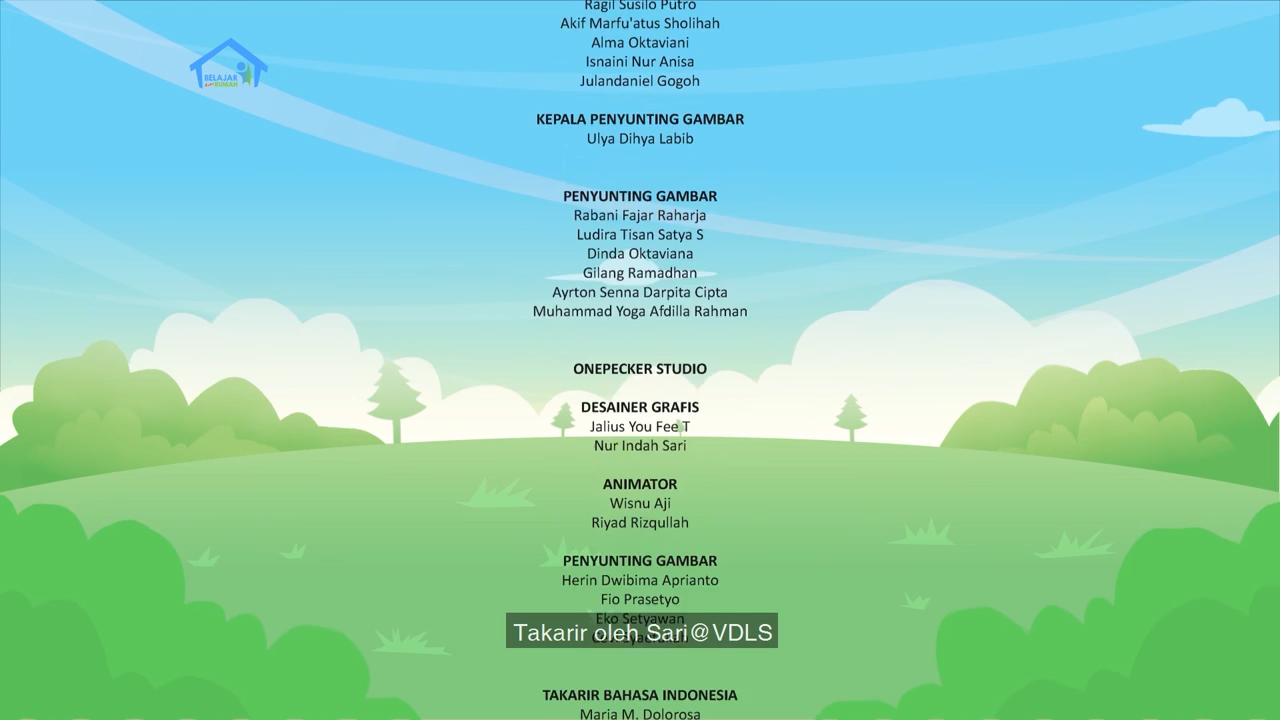 Ragil Susilo Putro
Akif Marfu'atus Sholihah
Alma Oktaviani
Isnaini Nur Anisa
Julandaniel Gogoh
BELAJAR
dari RUMAH
KEPALA PENYUNTING GAMBAR
Ulya Dihya Labib
PENYUNTING GAMBAR
Rabani Fajar Raharja
Ludira Tisan Satya S
Dinda Oktaviana
Gilang Ramadhan
Ayrton Senna Darpita Cipta
Muhammad Yoga Afdilla Rahman
ONEPECKER STUDIO
DESAINER GRAFIS
Jalius You Fee T
Nur Indah Sari
ANIMATOR
Wisnu Aji
Riyad Rizqullah
PENYUNTING GAMBAR
Herin Dwibima Aprianto
Fio Prasetyo
Eko Setyawan
Takarir oleh Sari@VDLS
TAKARIR BAHASA INDONESIA
Maria M. Dolorosa